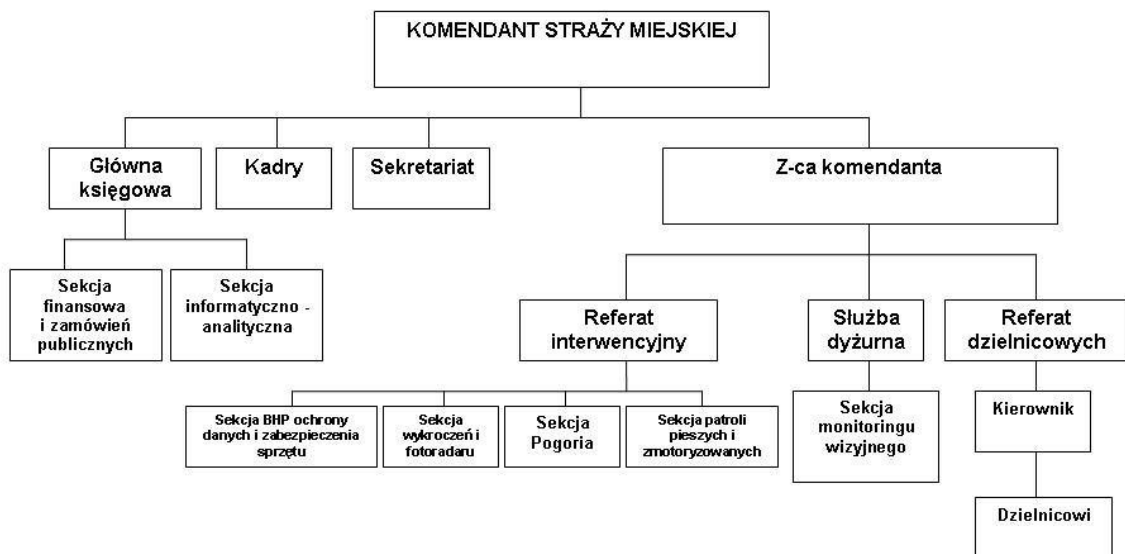 KOMENDANT STRAŻY MIEJSKIEJ
Główna
księgowa
Kadry
Sekretariat
Z-ca komendanta
Sekcja
finansowa
i zamówień
publicznych
Sekcja
informatyczno -
analityczna
Referat
interwencyjny
Służba
dyżurna
Referat
dzielnicowych
Sekcja BHP ochrony
danych i zabezpieczenia
sprzętu
Sekcja
wykroczeń i
fotoradaru
Sekcja
Pogoria
Sekcja patroli
pieszych i
zmotoryzowanych
Sekcja
monitoringu
wizyjnego
Kierownik
Dzielnicowi